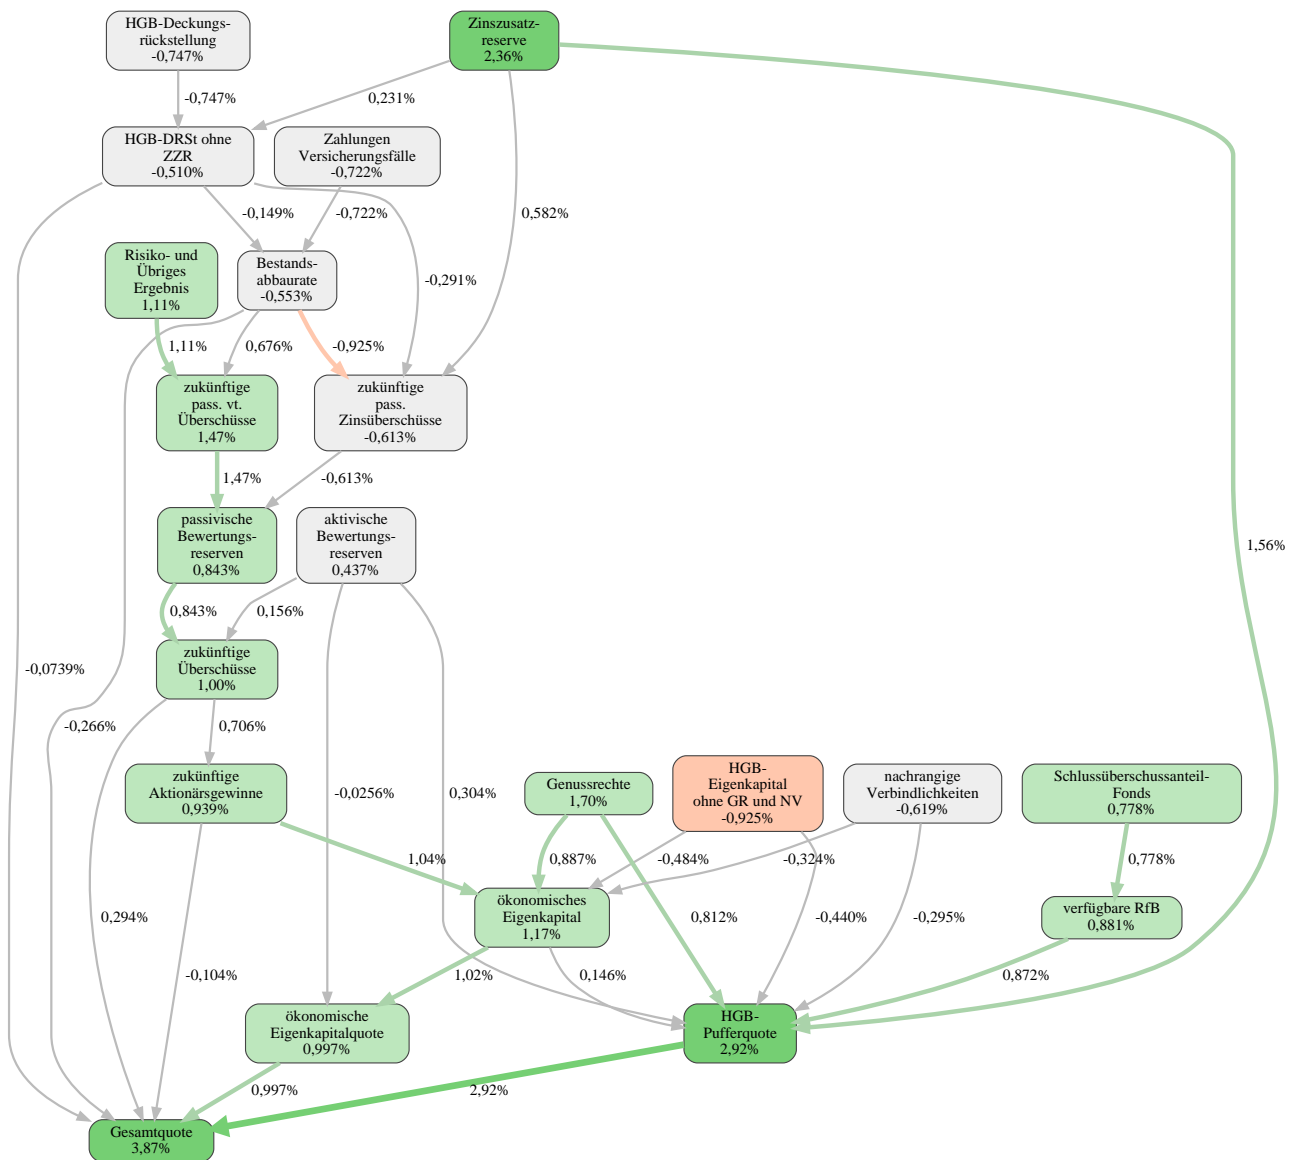 HGB-Deckungs-
rückstellung
-0,747%
Zinszusatz-
reserve
2,36%
-0,747%
0,231%
HGB-DRSt ohne
ZZR
-0,510%
Zahlungen
Versicherungsfälle
-0,722%
-0,149%
-0,722%
0,582%
Risiko- und
Übriges
Ergebnis
1,11%
Bestands-
abbaurate
-0,553%
-0,291%
1,11%
0,676%
-0,925%
zukünftige
pass. vt.
Überschüsse
1,47%
zukünftige
pass.
Zinsüberschüsse
-0,613%
1,47%
-0,613%
passivische
Bewertungs-
reserven
0,843%
aktivische
Bewertungs-
reserven
0,437%
1,56%
0,843%
0,156%
zukünftige
Überschüsse
1,00%
-0,0739%
-0,266%
0,706%
zukünftige
Aktionärsgewinne
0,939%
-0,0256%
0,304%
Genussrechte
1,70%
HGB-
Eigenkapital
ohne GR und NV
-0,925%
nachrangige
Verbindlichkeiten
-0,619%
Schlussüberschussanteil-
Fonds
0,778%
1,04%
0,887%
-0,484%
-0,324%
0,778%
ökonomisches
Eigenkapital
1,17%
verfügbare RfB
0,881%
0,294%
0,812%
-0,440%
-0,295%
-0,104%
1,02%
0,146%
0,872%
ökonomische
Eigenkapitalquote
0,997%
HGB-
Pufferquote
2,92%
0,997%
2,92%
Gesamtquote
3,87%